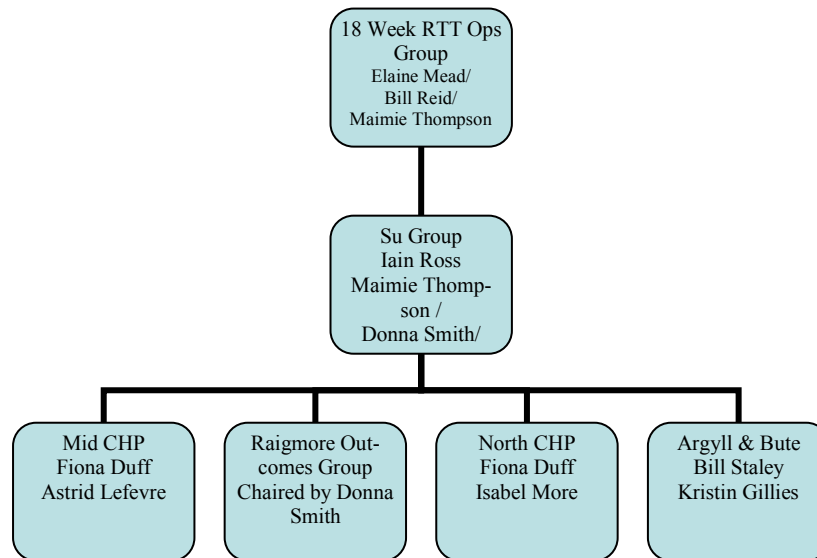 18 Week RTT Ops
Group
Elaine Mead/
Bill Reid/
Maimie Thompson
Su Group
Iain Ross
Maimie Thomp-
son /
Donna Smith/
Mid CHP
Fiona Duff
Astrid Lefevre
Raigmore Out-
comes Group
Chaired by Donna
Smith
North CHP
Fiona Duff
Isabel More
Argyll & Bute
Bill Staley
Kristin Gillies